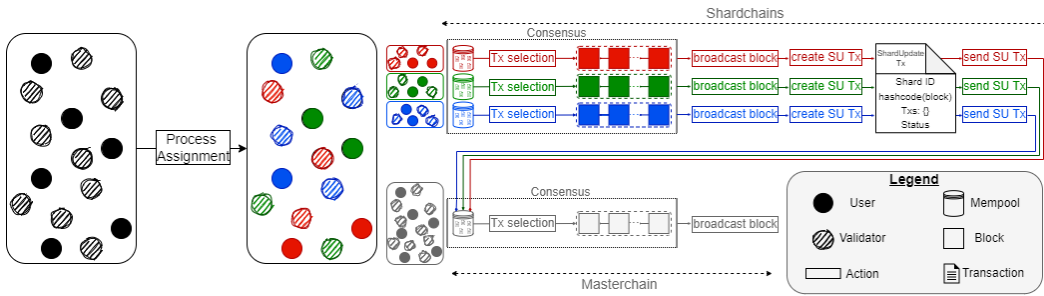 Shardchains
Consensus
Process
Assignment
Tx selection
broadcast block
create SU Tx
ShardUpdate
Tx
send SU Tx
Tx selection
broadcast block
create SU Tx
Shard ID
hashcode(block)
Txs: {}
Status
send SU Tx
Tx selection
broadcast block
create SU Tx
send SU Tx
Consensus
Tx selection
broadcast block
Masterchain
Legend
User
Mempool
Validator
Block
Action
Transaction